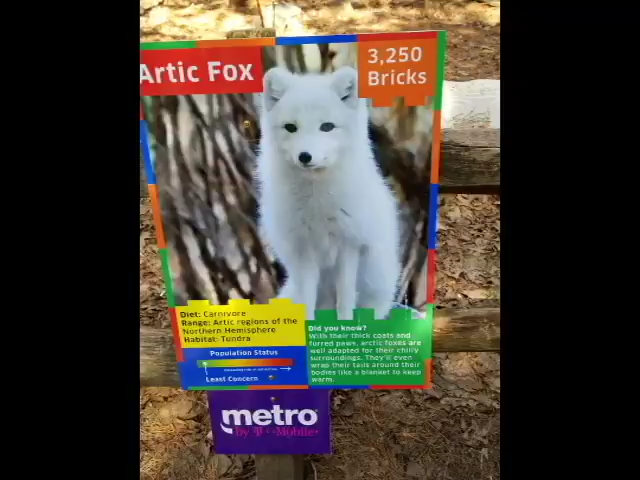 Artic Fox
3,250
Bricks
Diet: Carnivore
Range: Artic regions of the
Northern Hemisphere
Habitat: Tundra
Population Status
Least Concern
Did you know?
With their thick coats and
furred paws, arctic foxes are
well adapted for their chilly
surroundings. They'll even
wrap their tails around their
bodies like a blanket to keep
warm.
metro
by T-Mobile